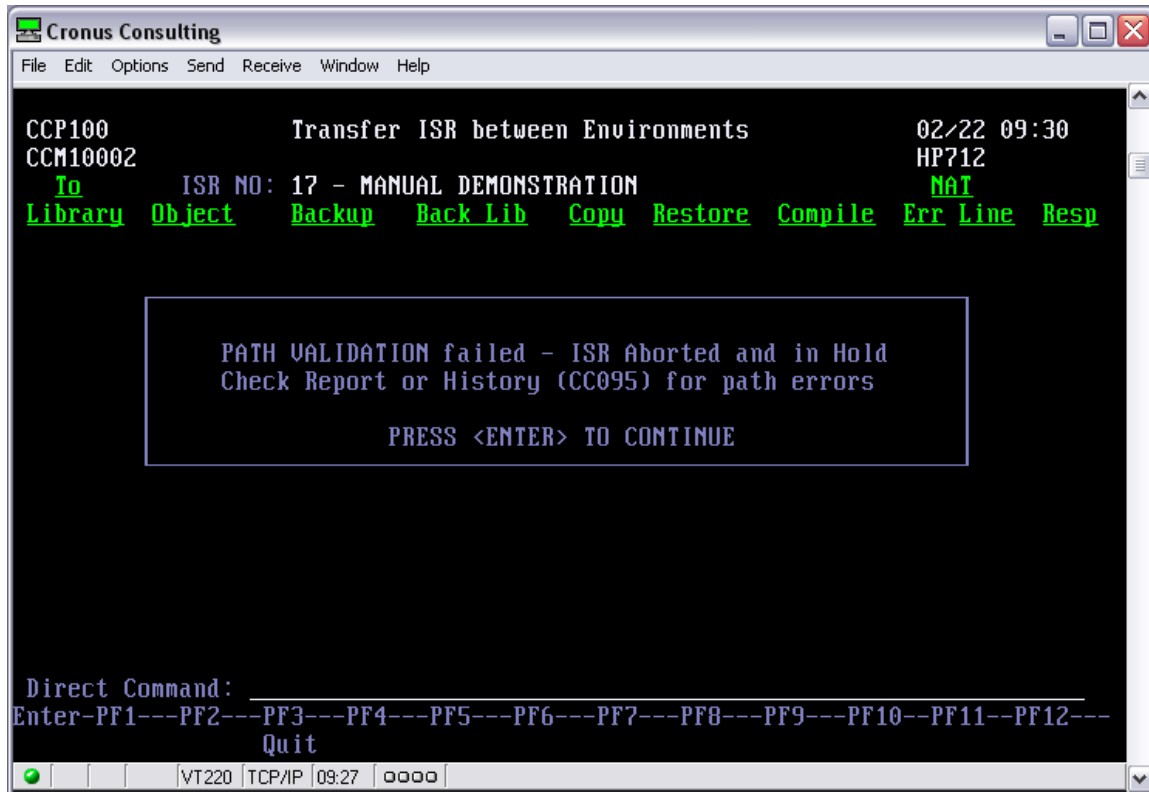 Cronus Consulting
File Edit Options Send Receive Window Help
CCP100 Transfer ISR between Environments 02/22 09:30
CCM10002 HP712
To ISR NO: 17 - MANUAL DEMONSTRATION NAT
Library Object Backup Back Lib Copy Restore Compile Err Line Resp
PATH VALIDATION failed - ISR Aborted and in Hold
Check Report or History (CC095) for path errors
PRESS <ENTER> TO CONTINUE
Direct Command:
Enter-PF1---PF2---PF3---PF4---PF5---PF6---PF7---PF8---PF9---PF10--PF11--PF12---
Quit
VT220 TCP/IP 09:27